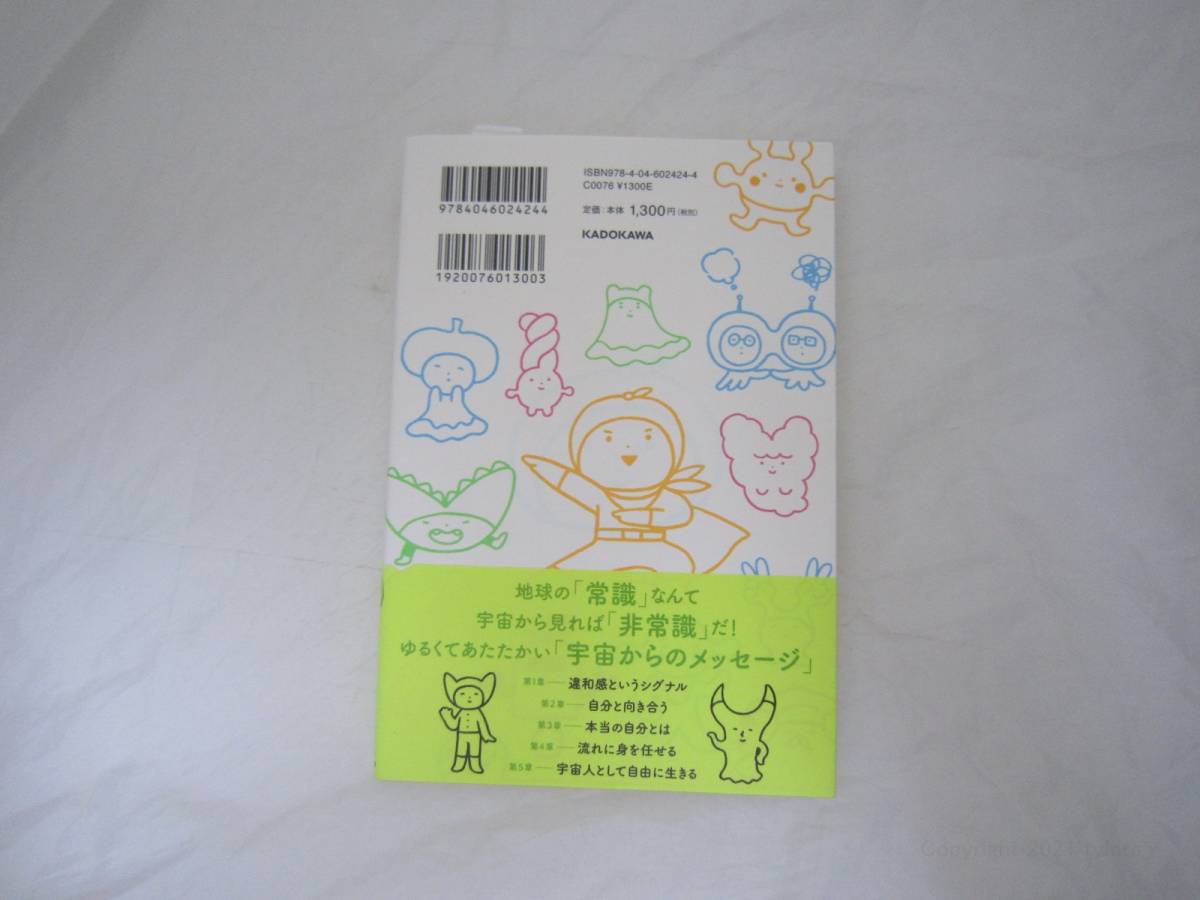 ISBN978-4-04-602424-4
C0076 ¥1300E
9784046024244
定価:本体 1,300円(税別)
KADOKAWA
1920076013003
地球の「常識」なんて
宇宙から見れば「非常識」だ!
ゆるくてあたたかい「宇宙からのメッセージ」
第1章 — 違和感というシグナル
第2章 — 自分と向き合う
第3章 — 本当の自分とは
第4章 — 流れに身を任せる
第5章 — 宇宙人として自由に生きる